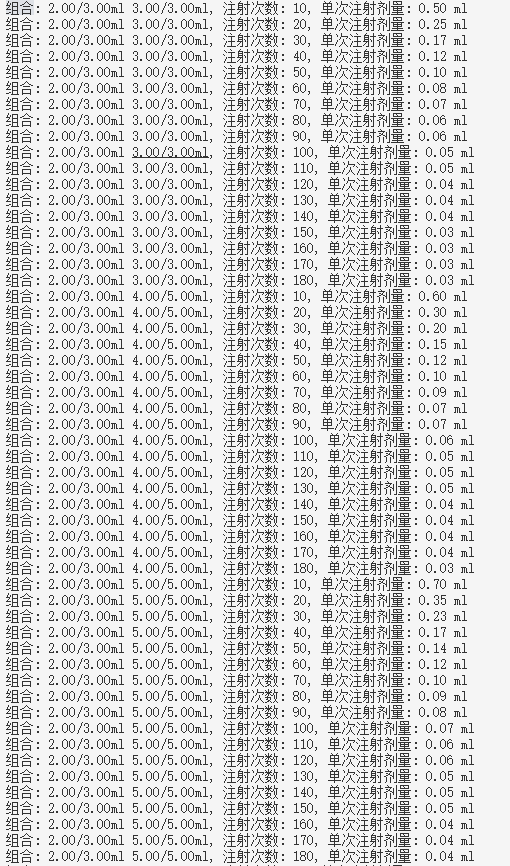 组合: 2.00/3.00ml 3.00/3.00ml, 注射次数: 10, 单次注射剂量: 0.50 ml
组合: 2.00/3.00ml 3.00/3.00ml, 注射次数: 20, 单次注射剂量: 0.25 ml
组合: 2.00/3.00ml 3.00/3.00ml, 注射次数: 30, 单次注射剂量: 0.17 ml
组合: 2.00/3.00ml 3.00/3.00ml, 注射次数: 40, 单次注射剂量: 0.12 ml
组合: 2.00/3.00ml 3.00/3.00ml, 注射次数: 50, 单次注射剂量: 0.10 ml
组合: 2.00/3.00ml 3.00/3.00ml, 注射次数: 60, 单次注射剂量: 0.08 ml
组合: 2.00/3.00ml 3.00/3.00ml, 注射次数: 70, 单次注射剂量: 0.07 ml
组合: 2.00/3.00ml 3.00/3.00ml, 注射次数: 80, 单次注射剂量: 0.06 ml
组合: 2.00/3.00ml 3.00/3.00ml, 注射次数: 90, 单次注射剂量: 0.06 ml
组合: 2.00/3.00ml 3.00/3.00ml, 注射次数: 100, 单次注射剂量: 0.05 ml
组合: 2.00/3.00ml 3.00/3.00ml, 注射次数: 110, 单次注射剂量: 0.05 ml
组合: 2.00/3.00ml 3.00/3.00ml, 注射次数: 120, 单次注射剂量: 0.04 ml
组合: 2.00/3.00ml 3.00/3.00ml, 注射次数: 130, 单次注射剂量: 0.04 ml
组合: 2.00/3.00ml 3.00/3.00ml, 注射次数: 140, 单次注射剂量: 0.04 ml
组合: 2.00/3.00ml 3.00/3.00ml, 注射次数: 150, 单次注射剂量: 0.03 ml
组合: 2.00/3.00ml 3.00/3.00ml, 注射次数: 160, 单次注射剂量: 0.03 ml
组合: 2.00/3.00ml 3.00/3.00ml, 注射次数: 170, 单次注射剂量: 0.03 ml
组合: 2.00/3.00ml 3.00/3.00ml, 注射次数: 180, 单次注射剂量: 0.03 ml
组合: 2.00/3.00ml 4.00/5.00ml, 注射次数: 10, 单次注射剂量: 0.60 ml
组合: 2.00/3.00ml 4.00/5.00ml, 注射次数: 20, 单次注射剂量: 0.30 ml
组合: 2.00/3.00ml 4.00/5.00ml, 注射次数: 30, 单次注射剂量: 0.20 ml
组合: 2.00/3.00ml 4.00/5.00ml, 注射次数: 40, 单次注射剂量: 0.15 ml
组合: 2.00/3.00ml 4.00/5.00ml, 注射次数: 50, 单次注射剂量: 0.12 ml
组合: 2.00/3.00ml 4.00/5.00ml, 注射次数: 60, 单次注射剂量: 0.10 ml
组合: 2.00/3.00ml 4.00/5.00ml, 注射次数: 70, 单次注射剂量: 0.09 ml
组合: 2.00/3.00ml 4.00/5.00ml, 注射次数: 80, 单次注射剂量: 0.07 ml
组合: 2.00/3.00ml 4.00/5.00ml, 注射次数: 90, 单次注射剂量: 0.07 ml
组合: 2.00/3.00ml 4.00/5.00ml, 注射次数: 100, 单次注射剂量: 0.06 ml
组合: 2.00/3.00ml 4.00/5.00ml, 注射次数: 110, 单次注射剂量: 0.05 ml
组合: 2.00/3.00ml 4.00/5.00ml, 注射次数: 120, 单次注射剂量: 0.05 ml
组合: 2.00/3.00ml 4.00/5.00ml, 注射次数: 130, 单次注射剂量: 0.05 ml
组合: 2.00/3.00ml 4.00/5.00ml, 注射次数: 140, 单次注射剂量: 0.04 ml
组合: 2.00/3.00ml 4.00/5.00ml, 注射次数: 150, 单次注射剂量: 0.04 ml
组合: 2.00/3.00ml 4.00/5.00ml, 注射次数: 160, 单次注射剂量: 0.04 ml
组合: 2.00/3.00ml 4.00/5.00ml, 注射次数: 170, 单次注射剂量: 0.04 ml
组合: 2.00/3.00ml 4.00/5.00ml, 注射次数: 180, 单次注射剂量: 0.03 ml
组合: 2.00/3.00ml 5.00/5.00ml, 注射次数: 10, 单次注射剂量: 0.70 ml
组合: 2.00/3.00ml 5.00/5.00ml, 注射次数: 20, 单次注射剂量: 0.35 ml
组合: 2.00/3.00ml 5.00/5.00ml, 注射次数: 30, 单次注射剂量: 0.23 ml
组合: 2.00/3.00ml 5.00/5.00ml, 注射次数: 40, 单次注射剂量: 0.17 ml
组合: 2.00/3.00ml 5.00/5.00ml, 注射次数: 50, 单次注射剂量: 0.14 ml
组合: 2.00/3.00ml 5.00/5.00ml, 注射次数: 60, 单次注射剂量: 0.12 ml
组合: 2.00/3.00ml 5.00/5.00ml, 注射次数: 70, 单次注射剂量: 0.10 ml
组合: 2.00/3.00ml 5.00/5.00ml, 注射次数: 80, 单次注射剂量: 0.09 ml
组合: 2.00/3.00ml 5.00/5.00ml, 注射次数: 90, 单次注射剂量: 0.08 ml
组合: 2.00/3.00ml 5.00/5.00ml, 注射次数: 100, 单次注射剂量: 0.07 ml
组合: 2.00/3.00ml 5.00/5.00ml, 注射次数: 110, 单次注射剂量: 0.06 ml
组合: 2.00/3.00ml 5.00/5.00ml, 注射次数: 120, 单次注射剂量: 0.06 ml
组合: 2.00/3.00ml 5.00/5.00ml, 注射次数: 130, 单次注射剂量: 0.05 ml
组合: 2.00/3.00ml 5.00/5.00ml, 注射次数: 140, 单次注射剂量: 0.05 ml
组合: 2.00/3.00ml 5.00/5.00ml, 注射次数: 150, 单次注射剂量: 0.05 ml
组合: 2.00/3.00ml 5.00/5.00ml, 注射次数: 160, 单次注射剂量: 0.04 ml
组合: 2.00/3.00ml 5.00/5.00ml, 注射次数: 170, 单次注射剂量: 0.04 ml
组合: 2.00/3.00ml 5.00/5.00ml, 注射次数: 180, 单次注射剂量: 0.04 ml